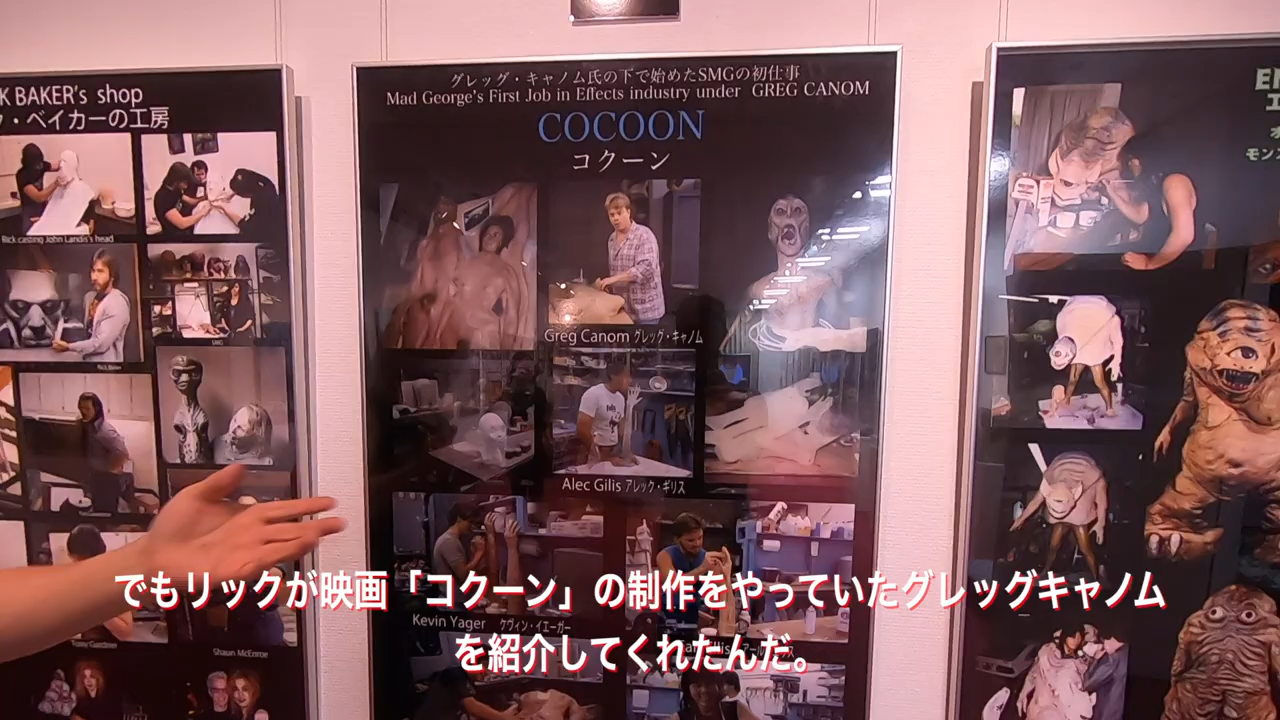 K BAKER's shop
ク・ベイカーの工房
Rick casting John Landis's head
SMG
Rick Baker
Shaun McEnroe
グレッグ・キャノム氏の下で始めたSMGの初仕事
Mad George's First Job in Effects industry under GREG CANOM
COCOON
コクーン
Greg Canom グレッグ・キャノム
Alec Gilis アレック・ギリス
Kevin Yager ケヴィン・イエーガー
モン
でもリックが映画「コクーン」の制作をやっていたグレッグキャノム
を紹介してくれたんだ。